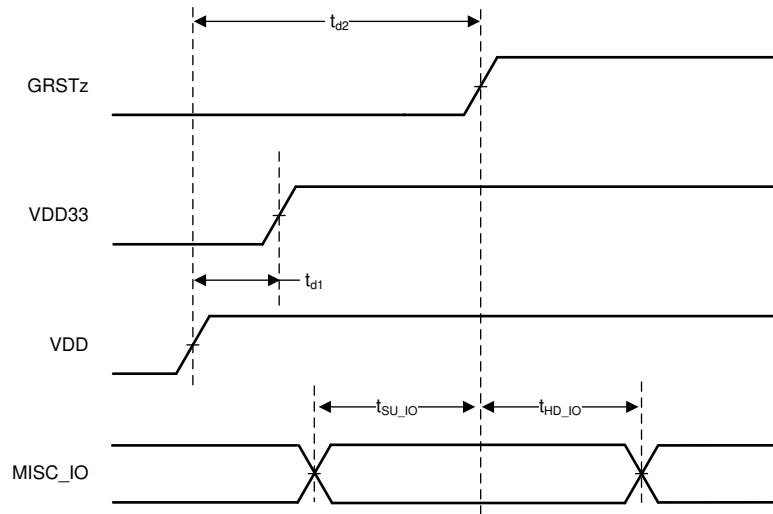 t_d2
GRSTz
VDD33
t_d1
VDD
t_SU_IO
t_HD_IO
MISC_IO